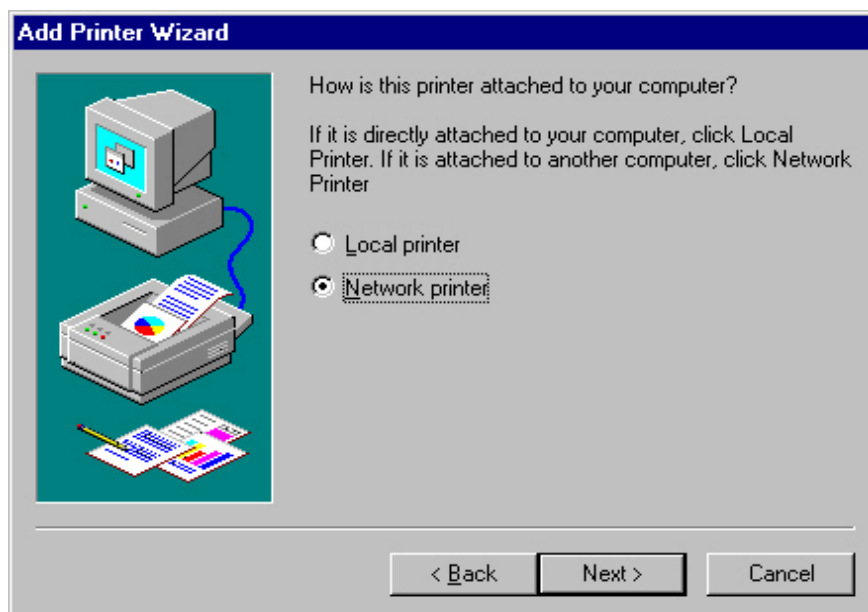 Add Printer Wizard
How is this printer attached to your computer?
If it is directly attached to your computer, click Local
Printer. If it is attached to another computer, click Network
Printer
Local printer
Network printer
< Back
Next >
Cancel